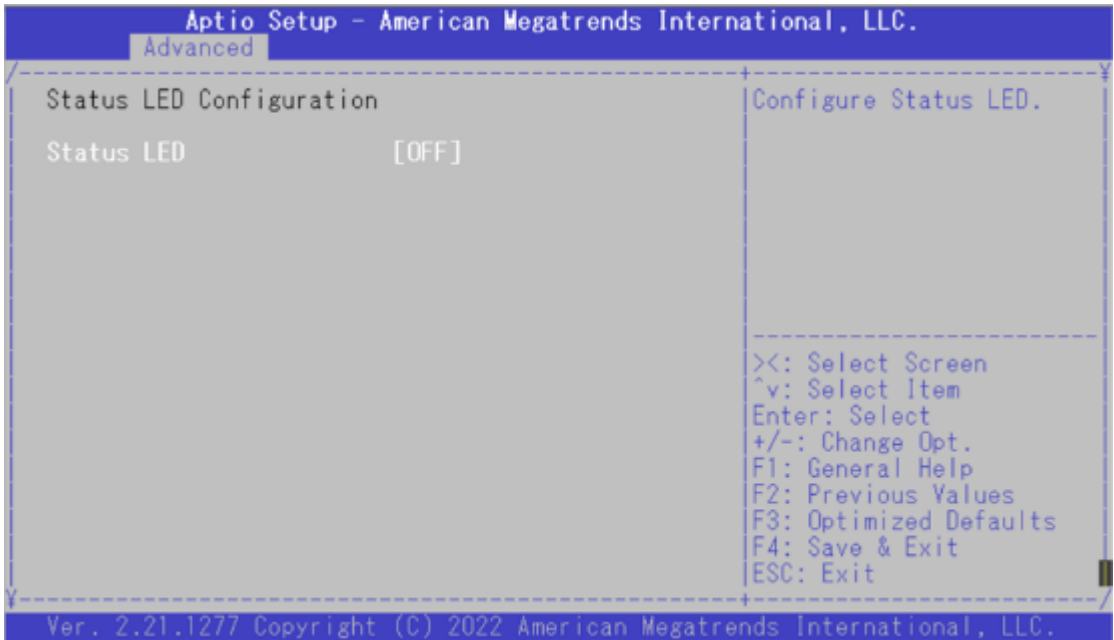 Aptio Setup - American Megatrends International, LLC.
Advanced
Status LED Configuration
Configure Status LED.
Status LED [OFF]
><: Select Screen
^v: Select Item
Enter: Select
+/-: Change Opt.
F1: General Help
F2: Previous Values
F3: Optimized Defaults
F4: Save & Exit
ESC: Exit
Ver. 2.21.1277 Copyright (C) 2022 American Megatrends International, LLC.